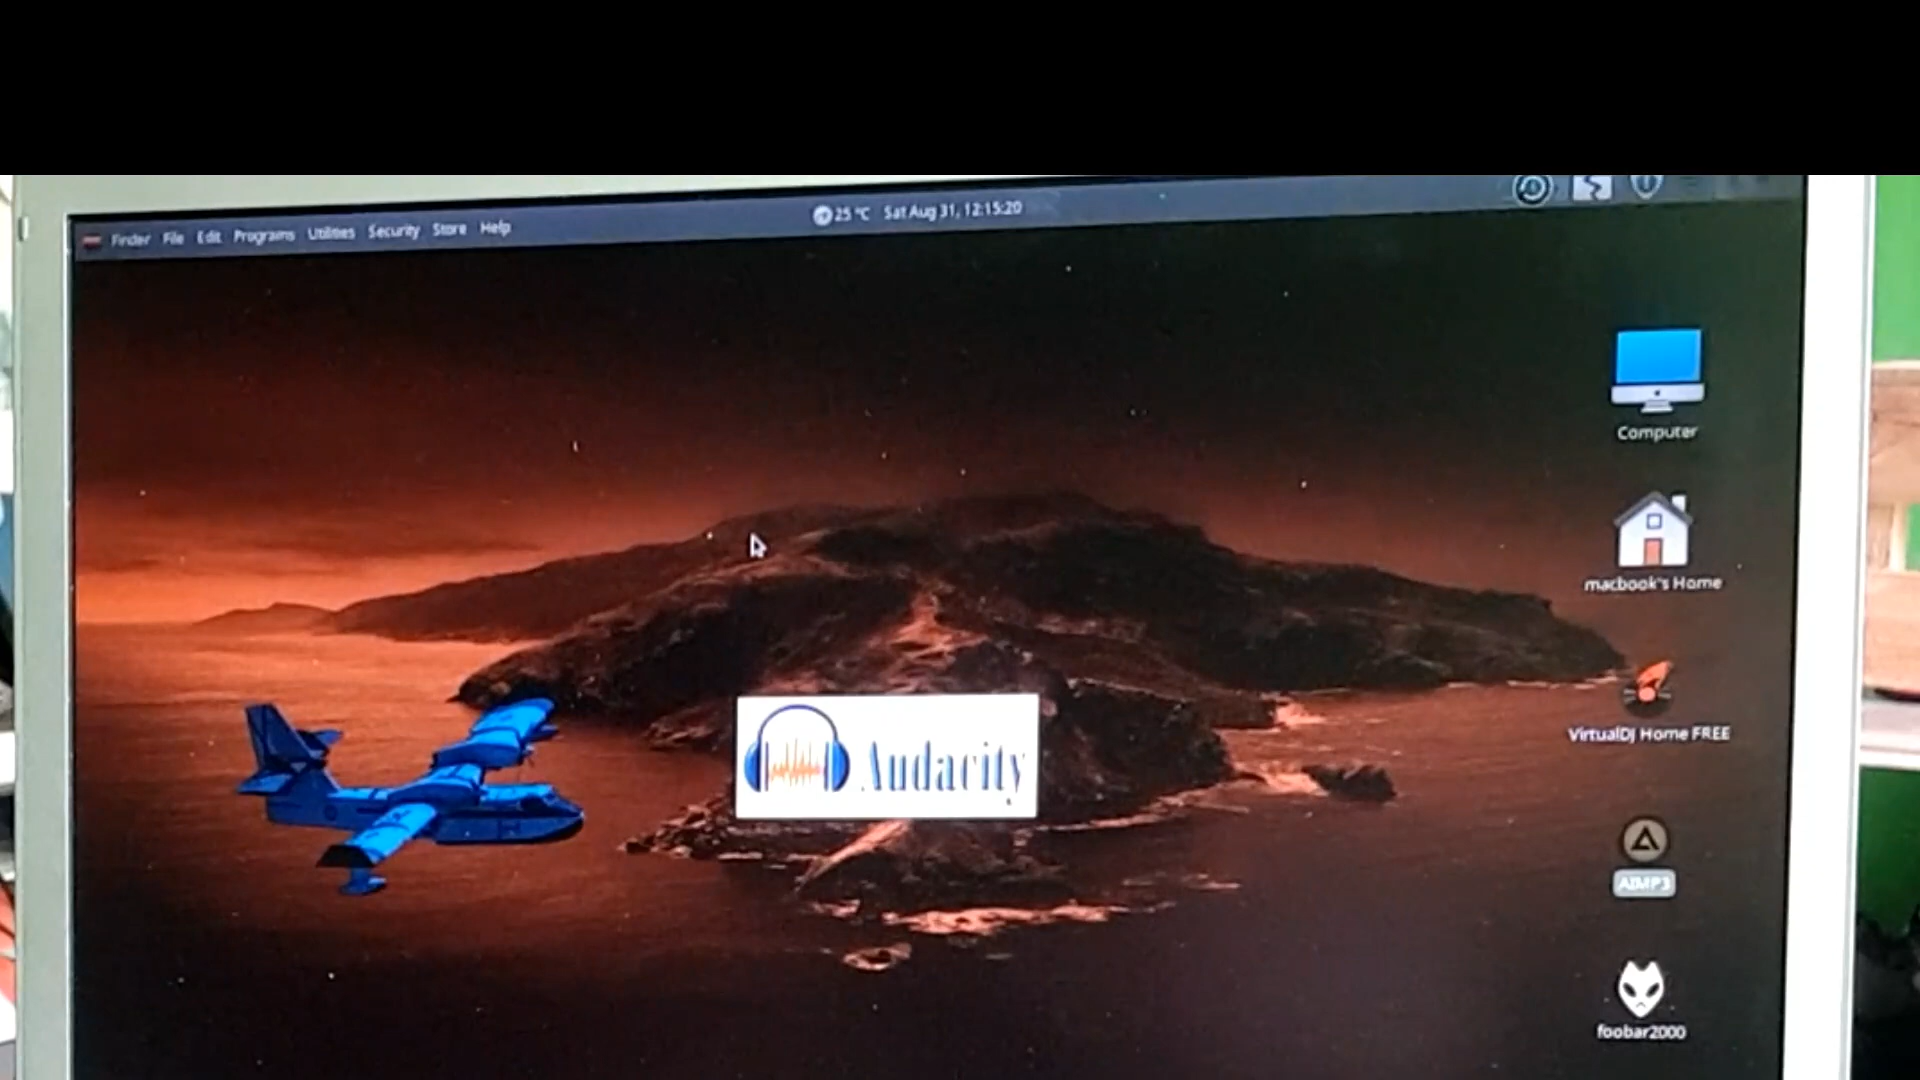 Finder File Edit Programs Utilities Security Store Help
25 °C Sat Aug 31, 12:15:20
Computer
macbook's Home
VirtualDJ Home FREE
Audacity
AIMP3
foobar2000